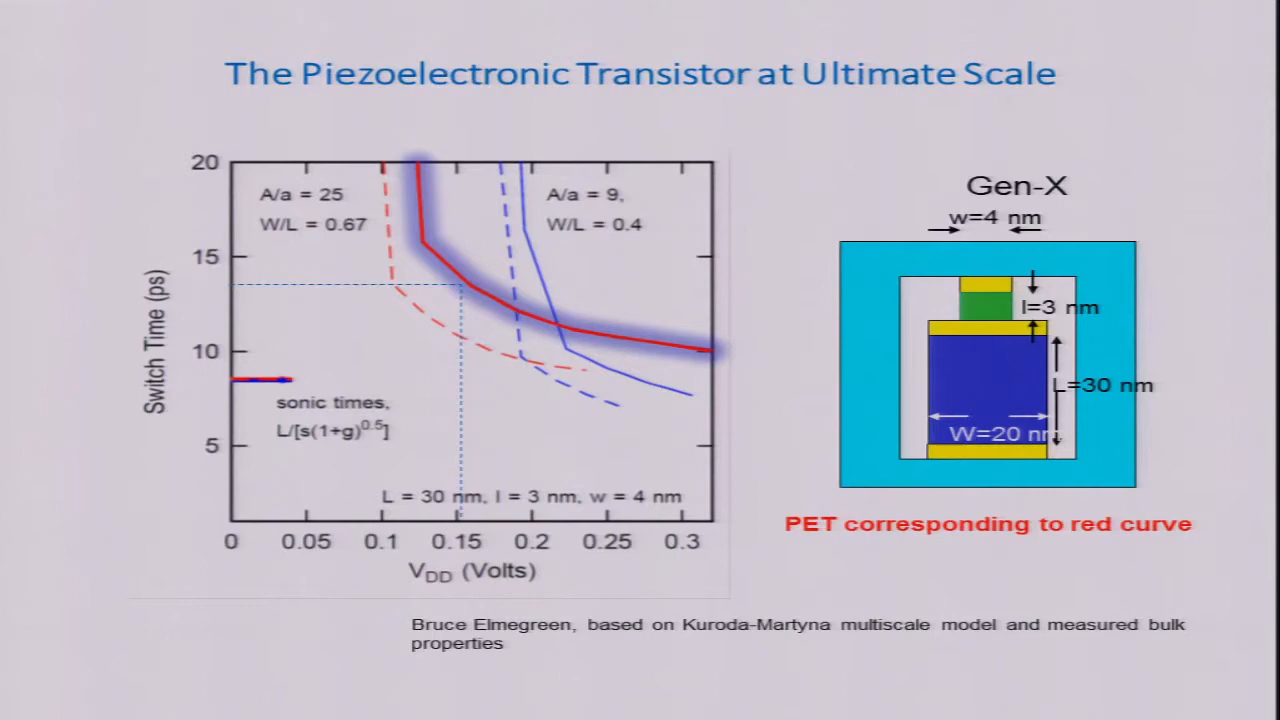 The Piezoelectronic Transistor at Ultimate Scale
20
15
10
5
Switch Time (ps)
A/a = 25
W/L = 0.67
A/a = 9,
W/L = 0.4
sonic times,
L/[s(1+g)^0.5]
L = 30 nm, l = 3 nm, w = 4 nm
0 0.05 0.1 0.15 0.2 0.25 0.3
VDD (Volts)
Gen-X
w=4 nm
l=3 nm
L=30 nm
W=20 nm
PET corresponding to red curve
Bruce Elmegreen, based on Kuroda-Martyna multiscale model and measured bulk
properties